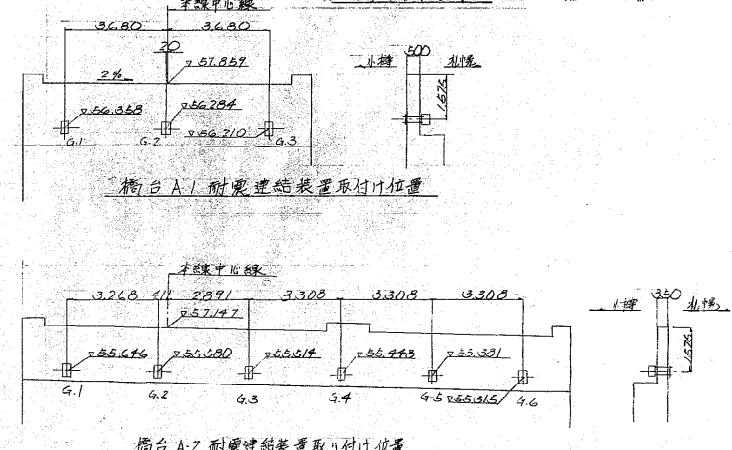 本線中心線
3.680 3.680
20
▽57.859
2%
▽56.358 ▽56.284 ▽56.210
G.1 G.2 G.3
小樽 500 札幌
1.575
橋台 A-1 耐震連結装置取付け位置
本線中心線
3.268 411 2.891 3.308 3.308 3.308
▽57.147
▽55.646 ▽55.580 ▽55.514 ▽55.448 ▽55.381 ▽55.315
G.1 G.2 G.3 G.4 G.5 G.6
小樽 350 札幌
1.575
橋台 A-2 耐震連結装置取り付け位置